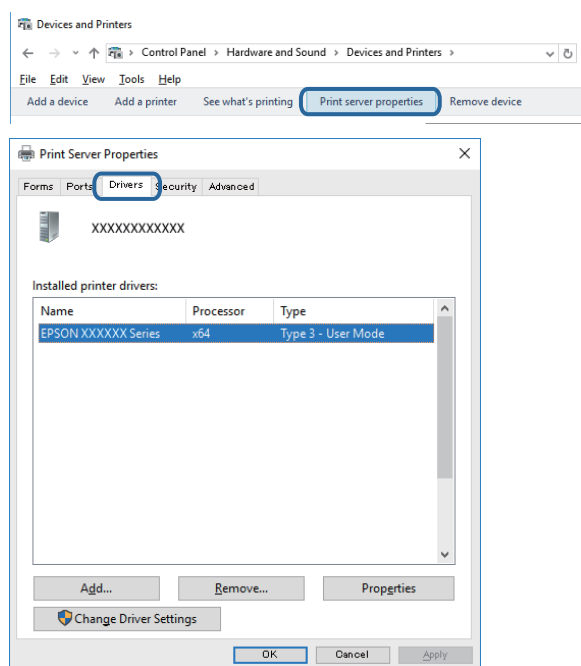 Devices and Printers
Control Panel > Hardware and Sound > Devices and Printers >
File Edit View Tools Help
Add a device Add a printer See what's printing Print server properties Remove device
Print Server Properties
Forms Ports Drivers Security Advanced
XXXXXXXXXXXX
Installed printer drivers:
Name Processor Type
EPSON XXXXXX Series x64 Type 3 - User Mode
Add... Remove... Properties
Change Driver Settings
OK Cancel Apply